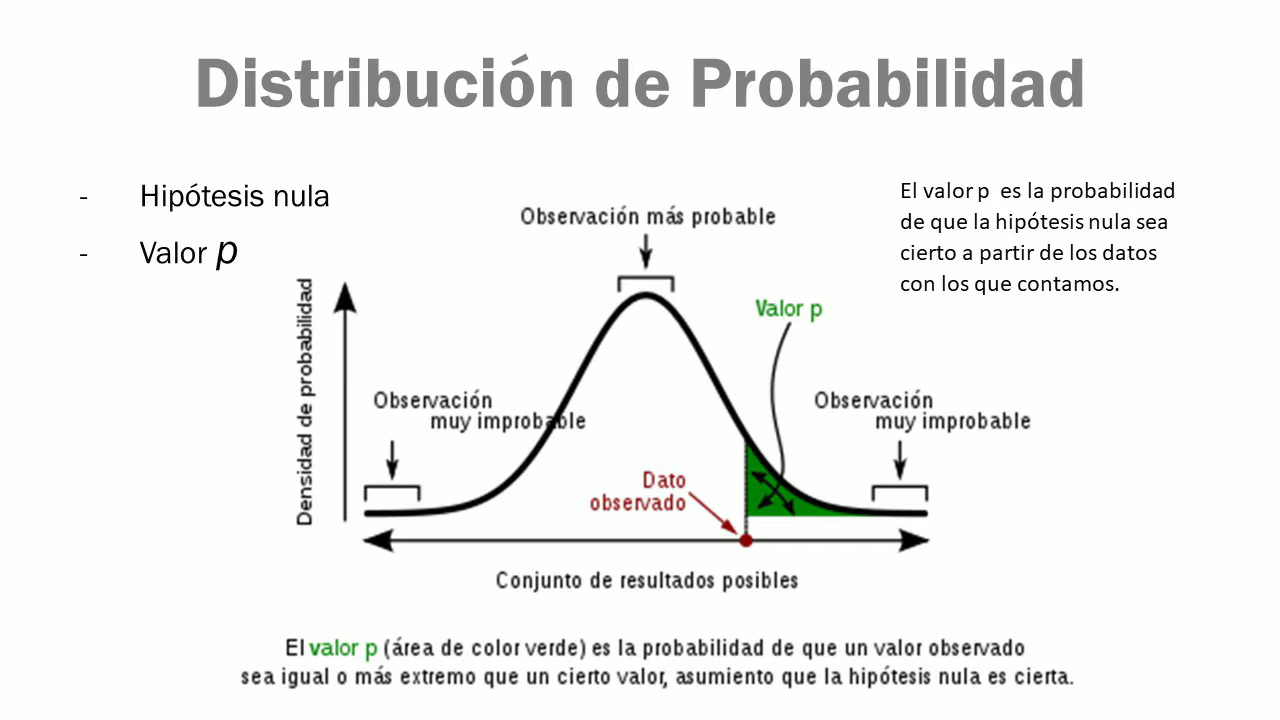 Distribución de Probabilidad
- Hipótesis nula
- Valor p
El valor p es la probabilidad
de que la hipótesis nula sea
cierto a partir de los datos
con los que contamos.
Observación más probable
Densidad de probabilidad
Valor p
Observación
muy improbable
Observación
muy improbable
Dato
observado
Conjunto de resultados posibles
El valor p (área de color verde) es la probabilidad de que un valor observado
sea igual o más extremo que un cierto valor, asumiento que la hipótesis nula es cierta.